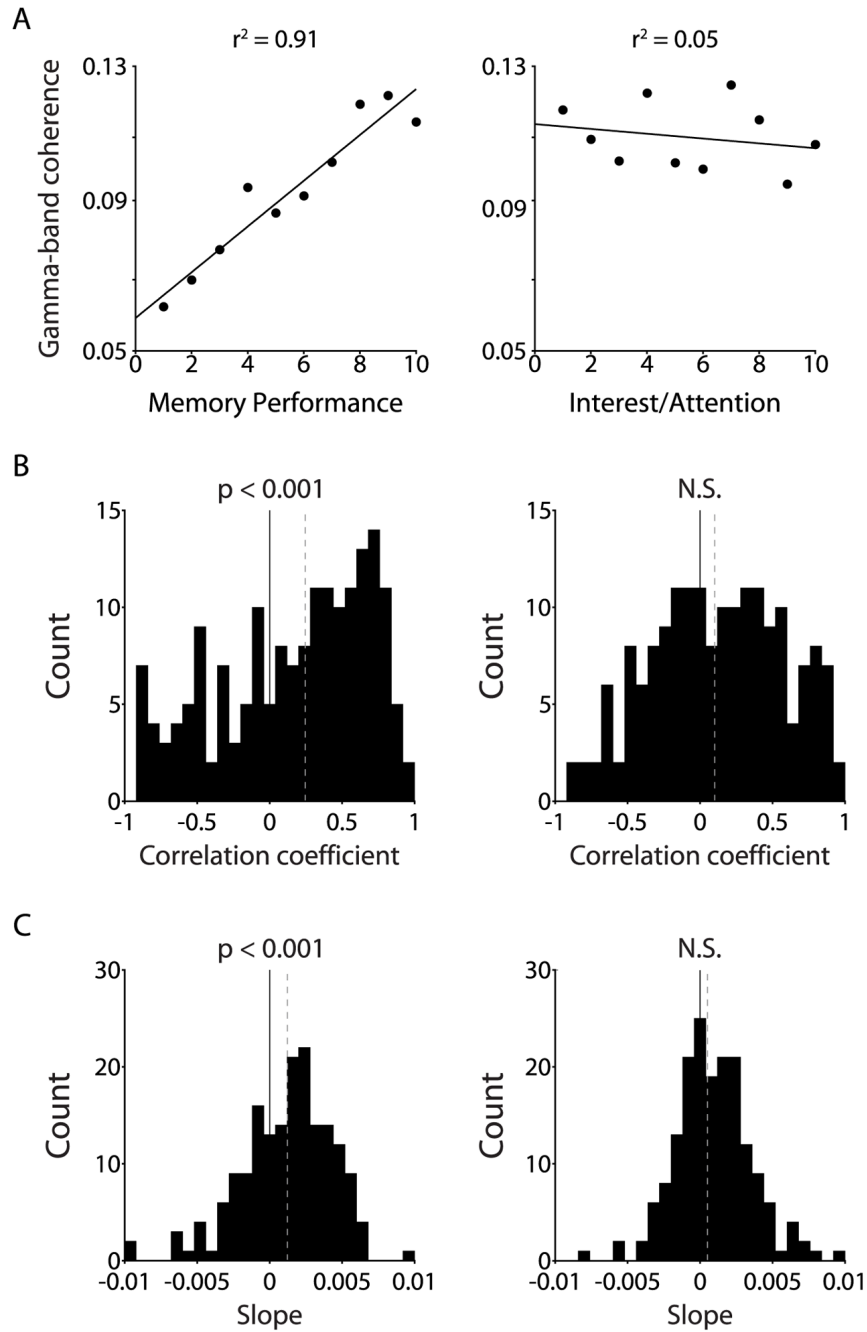 A
r² = 0.91
r² = 0.05
Gamma-band coherence
0.13
0.09
0.05
0 2 4 6 8 10
Memory Performance
0.13
0.09
0.05
0 2 4 6 8 10
Interest/Attention
B
p < 0.001
N.S.
Count
15
10
5
0
-1 -0.5 0 0.5 1
Correlation coefficient
Count
15
10
5
0
-1 -0.5 0 0.5 1
Correlation coefficient
C
p < 0.001
N.S.
Count
30
20
10
0
-0.01 -0.005 0 0.005 0.01
Slope
Count
30
20
10
0
-0.01 -0.005 0 0.005 0.01
Slope